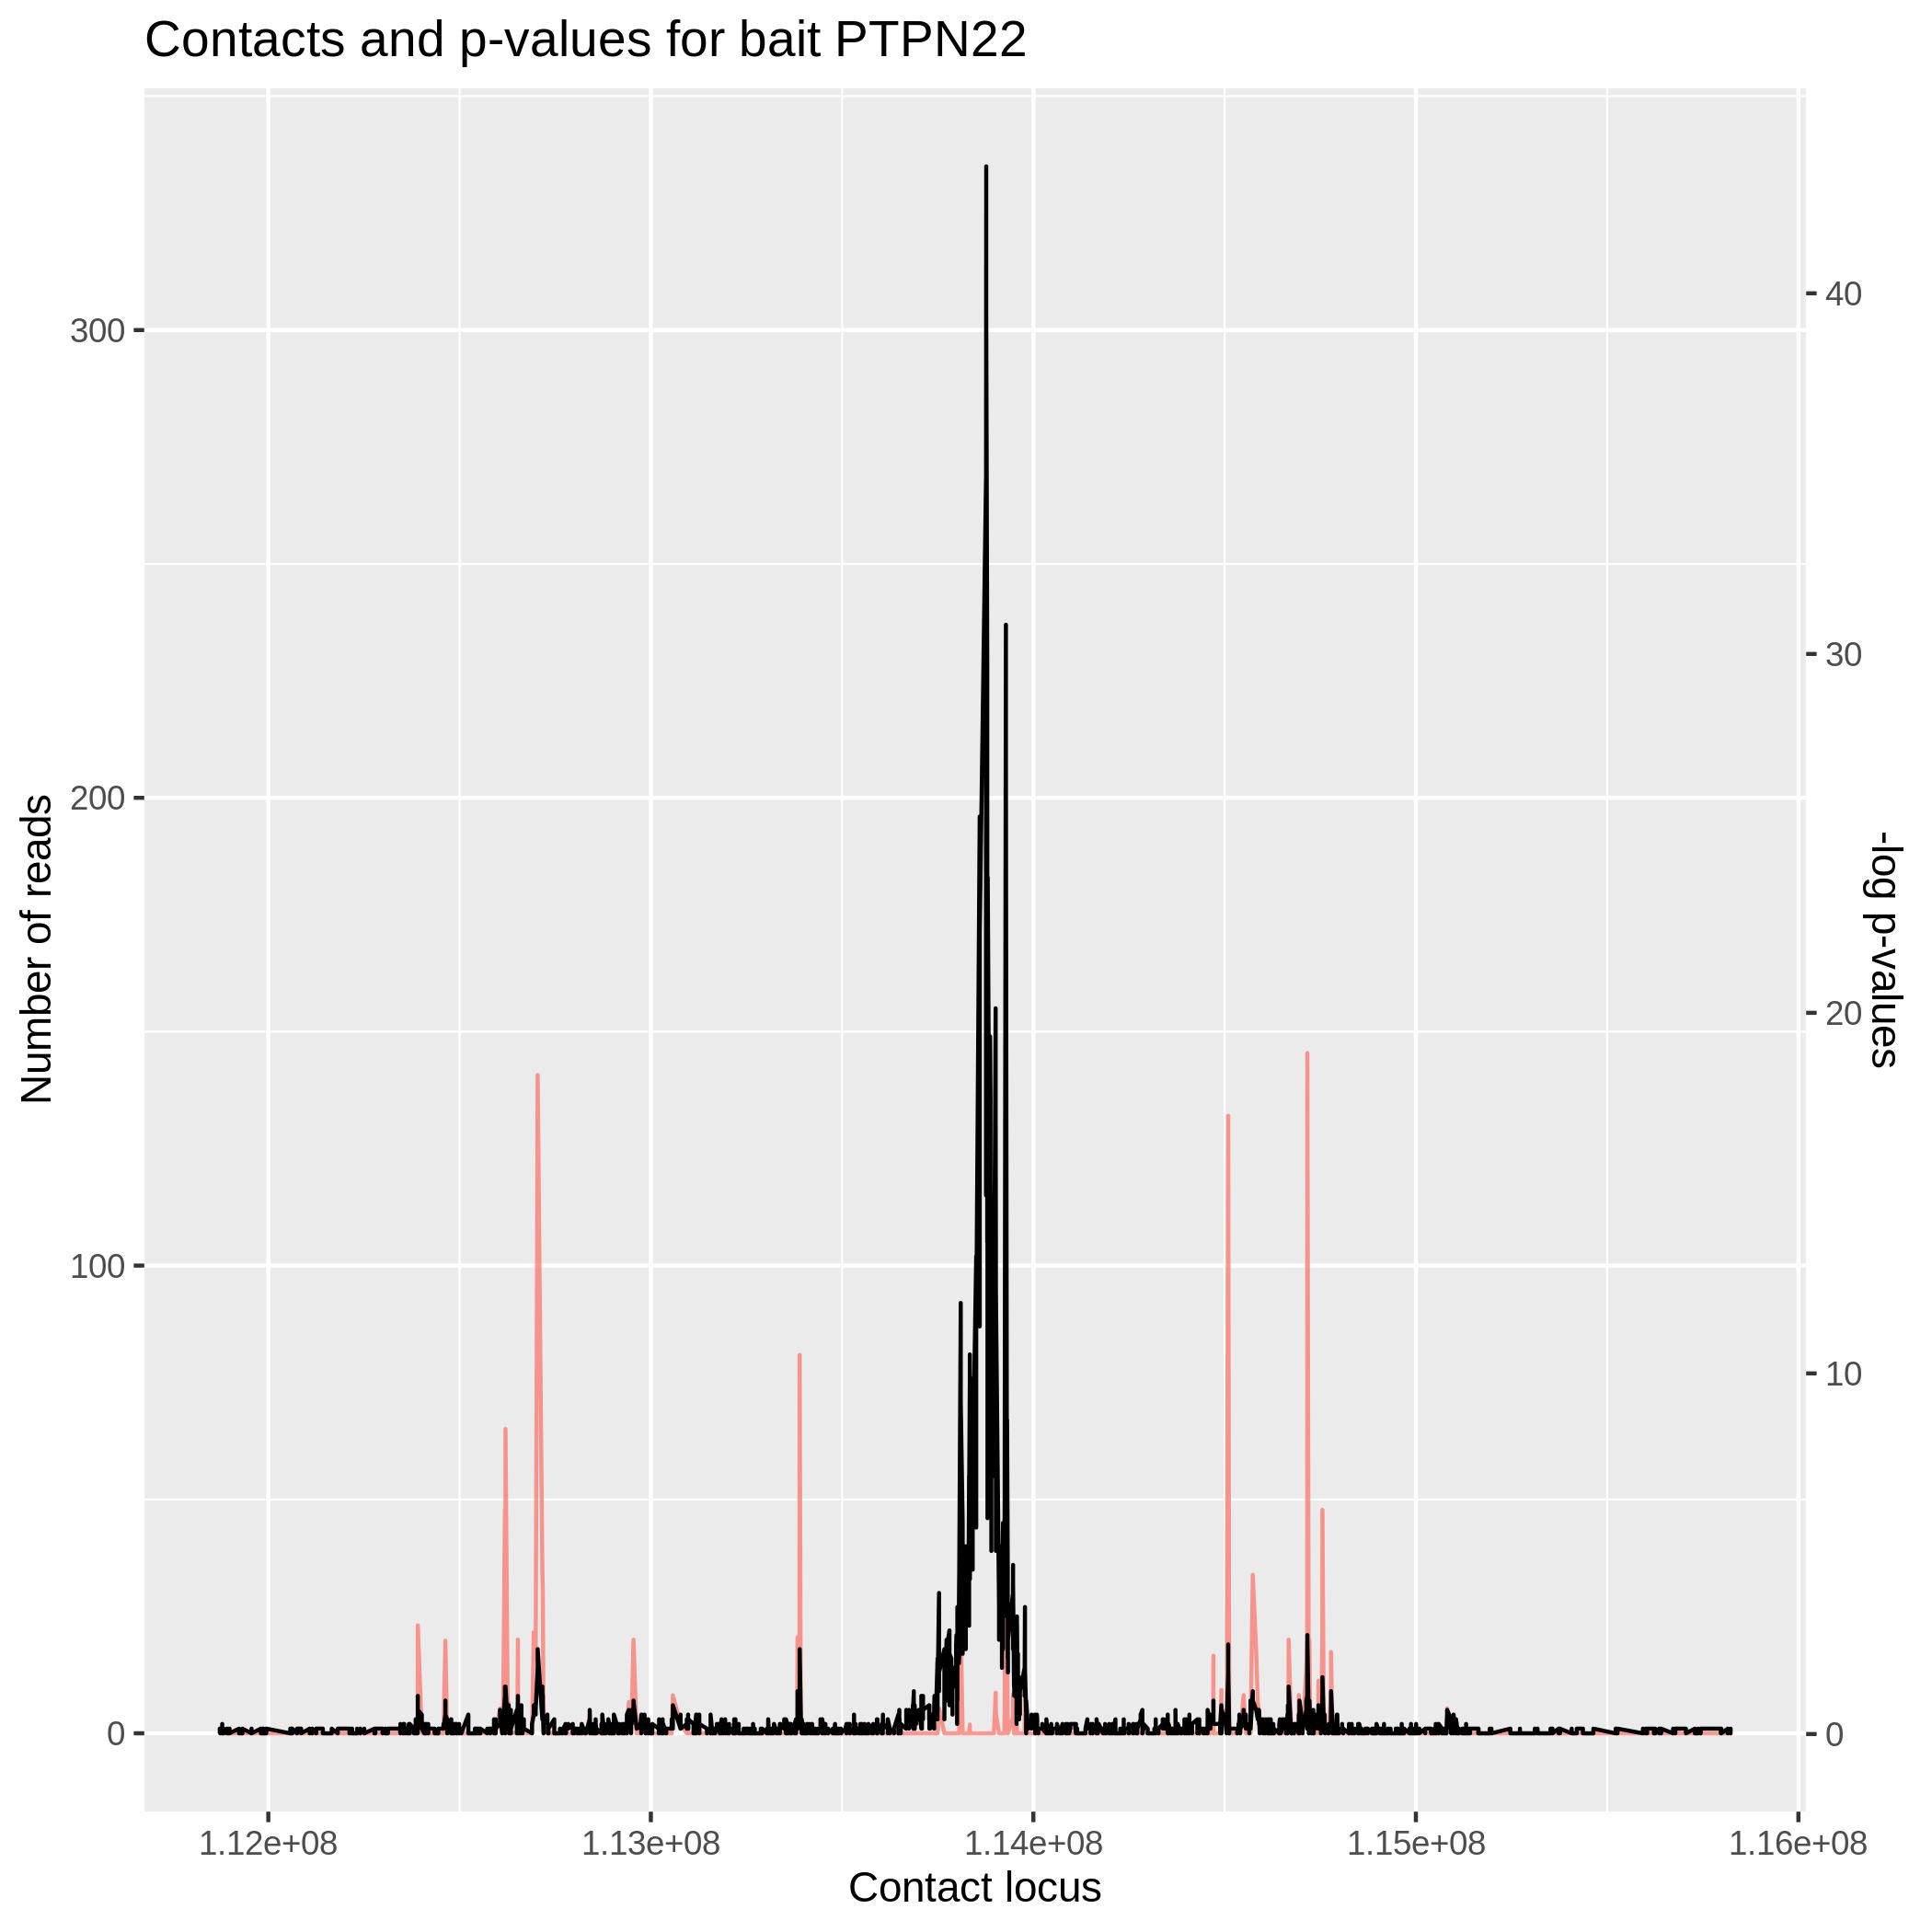 Contacts and p-values for bait PTPN22
Number of reads
300
200
100
0
40
30
20
10
0
-log p-values
1.12e+08 1.13e+08 1.14e+08 1.15e+08 1.16e+08
Contact locus